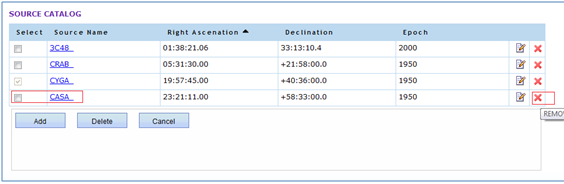 SOURCE CATALOG
Select Source Name Right Ascenation Declination Epoch
3C48 01:38:21.06 33:13:10.4 2000
CRAB 05:31:30.00 +21:58:00.0 1950
CYGA 19:57:45.00 +40:36:00.0 1950
CASA 23:21:11.00 +58:33:00.0 1950
REMOV
Add Delete Cancel